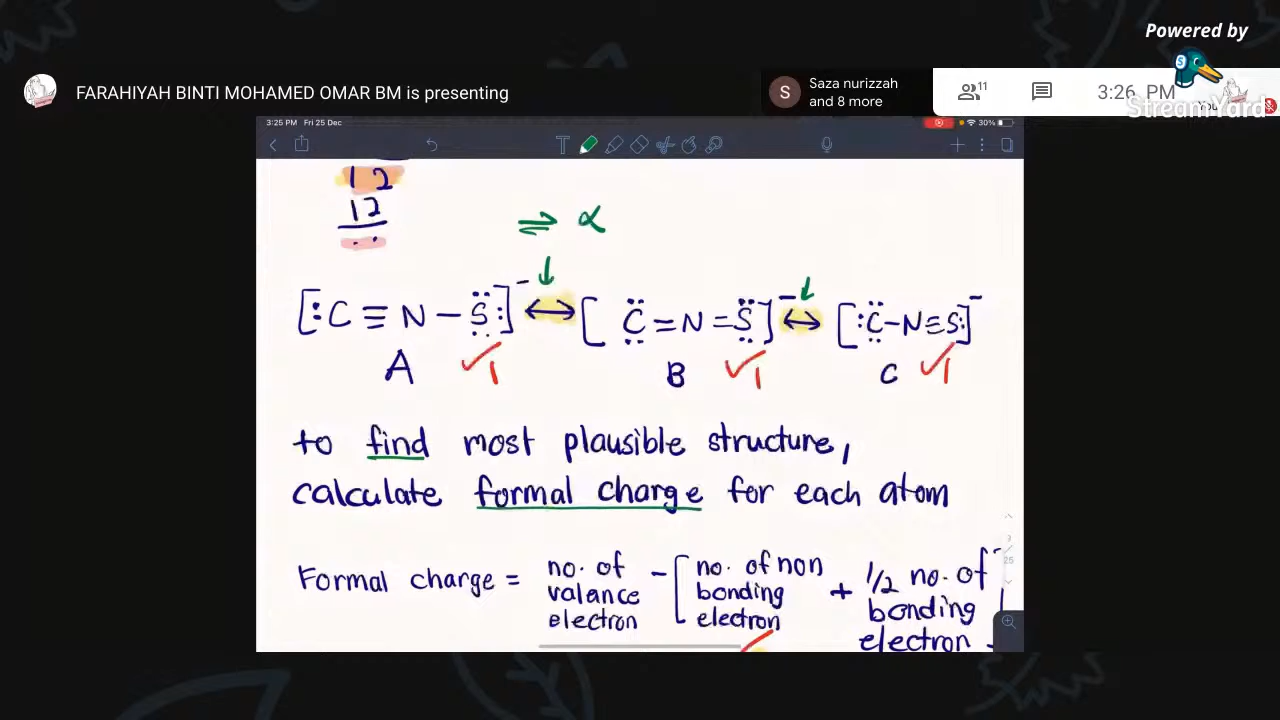 Powered by
StreamYard
FARAHIYAH BINTI MOHAMED OMAR BM is presenting
S
Saza nurizzah
and 8 more
11
3:26 PM
You
3:25 PM Fri 25 Dec
30%
T
12
12
⇌ α
[:C≡N−S̈:]⁻ ↔ [C̈=N=S̈]⁻ ↔ [:C̈−N≡S:]⁻
A ✓1 B ✓1 C ✓1
to find most plausible structure,
calculate formal charge for each atom
Formal charge = no. of valance electron − [no. of non bonding electron + 1/2 no. of bonding electron